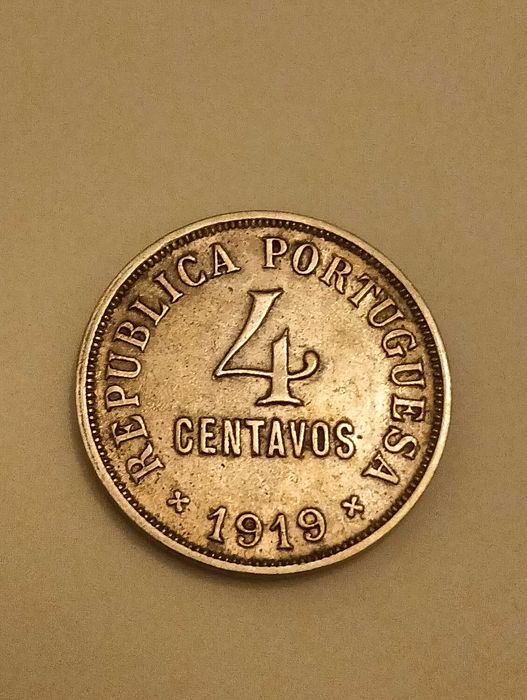 REPUBLICA PORTUGUESA
4
CENTAVOS
* 1919 *